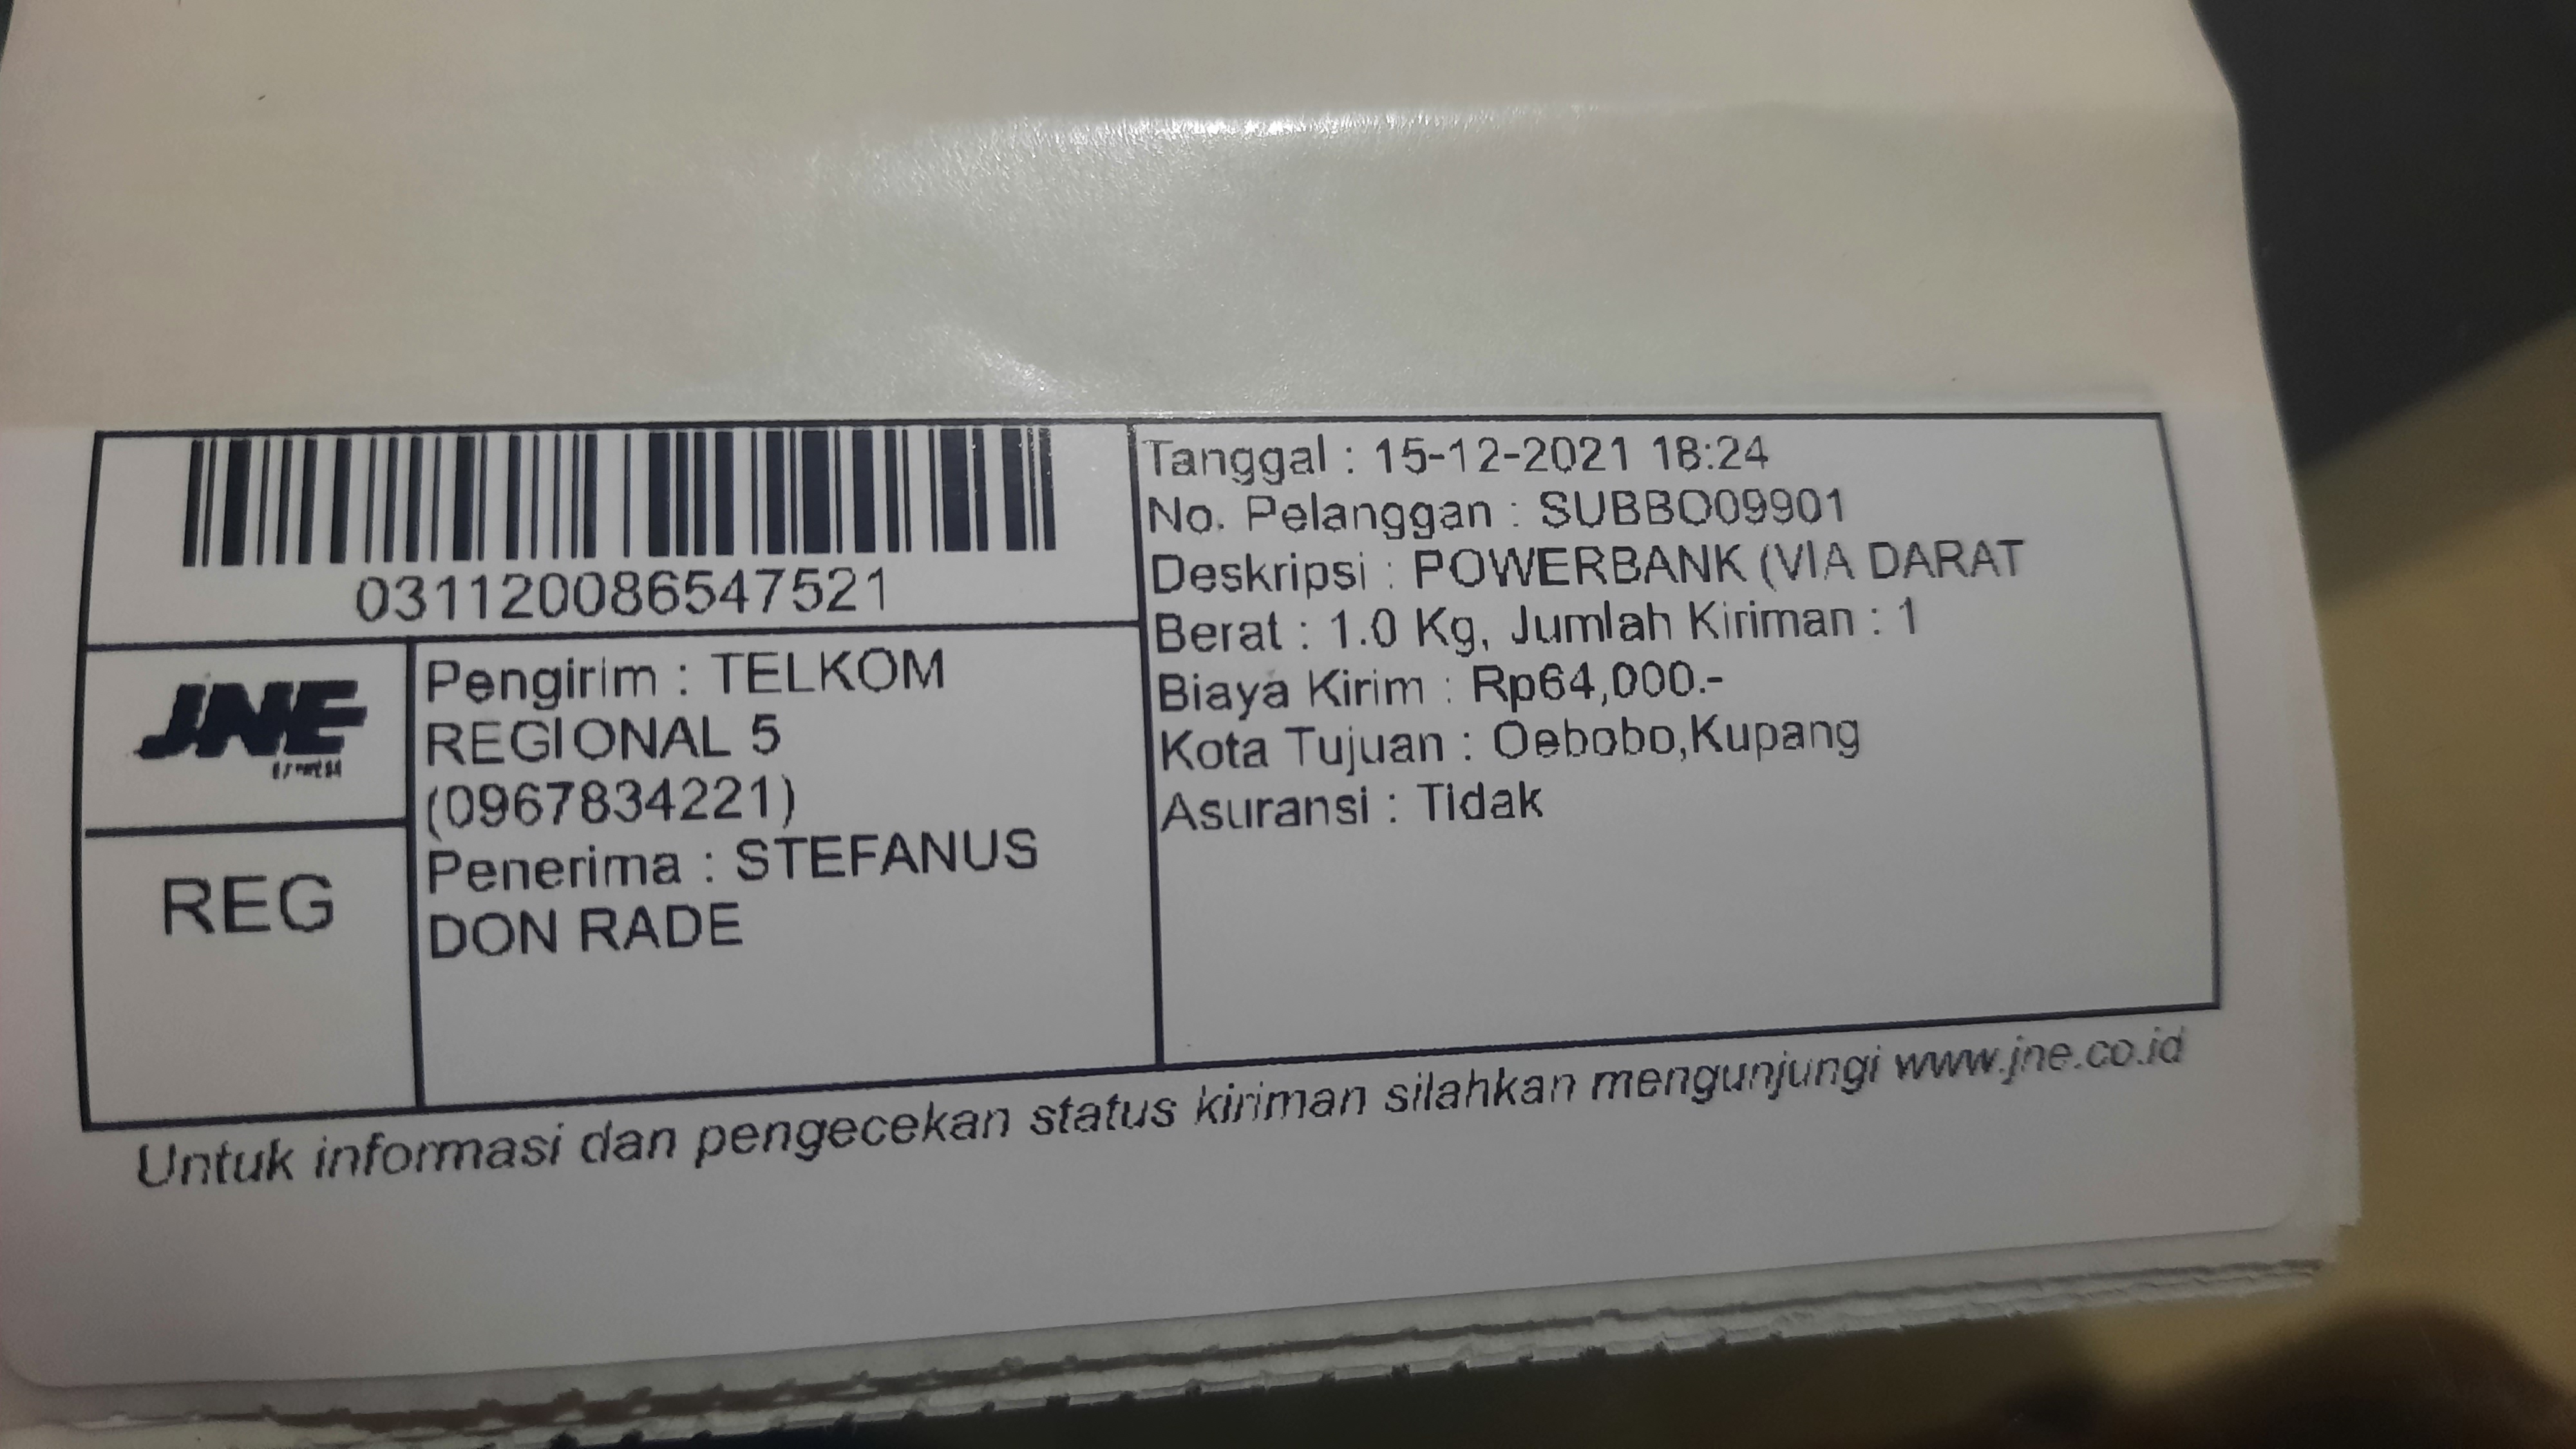 031120086547521
JNE
EXPRESS
REG
Pengirim : TELKOM
REGIONAL 5
(0967834221)
Penerima : STEFANUS
DON RADE
Tanggal : 15-12-2021 18:24
No. Pelanggan : SUBBO09901
Deskripsi : POWERBANK (VIA DARAT
Berat : 1.0 Kg, Jumlah Kiriman : 1
Biaya Kirim : Rp64,000.-
Kota Tujuan : Oebobo,Kupang
Asuransi : Tidak
Untuk informasi dan pengecekan status kiriman silahkan mengunjungi www.jne.co.id